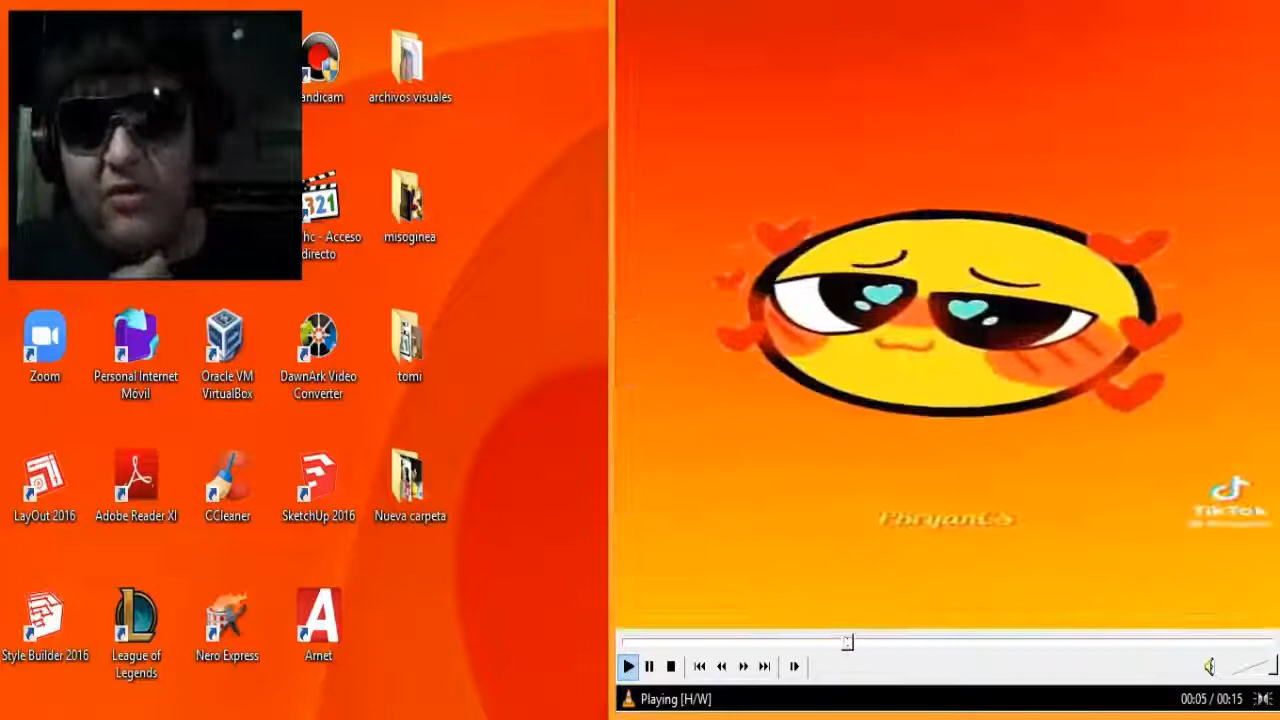 andicam
archivos visuales
321
hc - Acceso
directo
misoginea
Zoom
Personal Internet
Móvil
Oracle VM
VirtualBox
DawnArk Video
Converter
tomi
LayOut 2016
Adobe Reader XI
CCleaner
SketchUp 2016
Nueva carpeta
Style Builder 2016
League of
Legends
Nero Express
Arnet
TikTok
Playing [H/W]
00:05 / 00:15